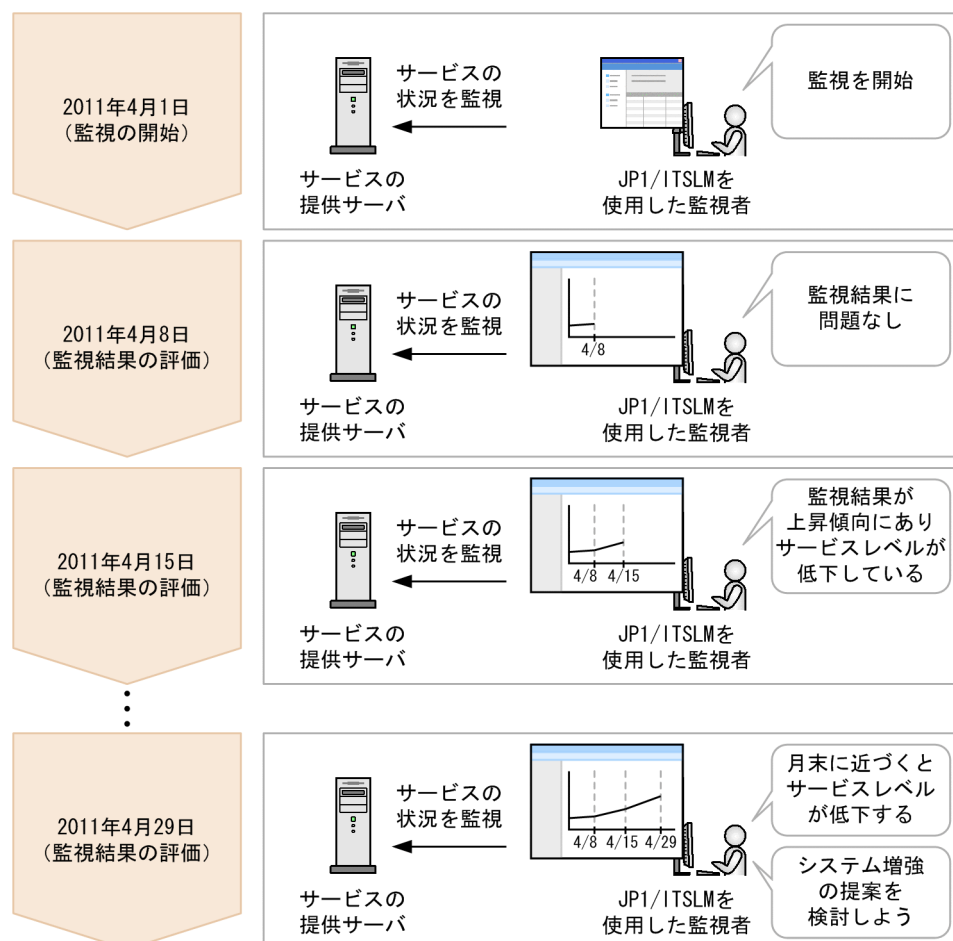 2011年4月1日
(監視の開始)
サービスの
状況を監視
監視を開始
サービスの
提供サーバ
JP1/ITSLMを
使用した監視者
2011年4月8日
(監視結果の評価)
サービスの
状況を監視
4/8
監視結果に
問題なし
サービスの
提供サーバ
JP1/ITSLMを
使用した監視者
2011年4月15日
(監視結果の評価)
サービスの
状況を監視
4/8 4/15
監視結果が
上昇傾向にあり
サービスレベルが
低下している
サービスの
提供サーバ
JP1/ITSLMを
使用した監視者
2011年4月29日
(監視結果の評価)
サービスの
状況を監視
4/8 4/15 4/29
月末に近づくと
サービスレベル
が低下する
システム増強
の提案を
検討しよう
サービスの
提供サーバ
JP1/ITSLMを
使用した監視者